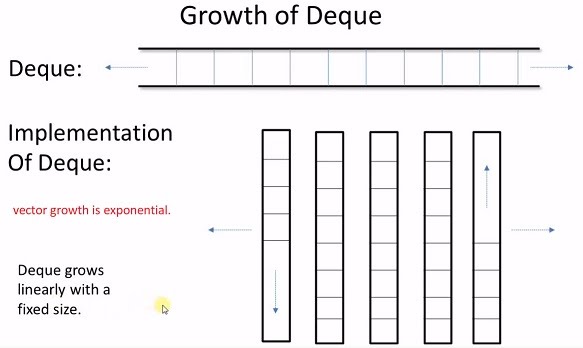 Growth of Deque
Deque:
Implementation
Of Deque:
vector growth is exponential.
Deque grows
linearly with a
fixed size.